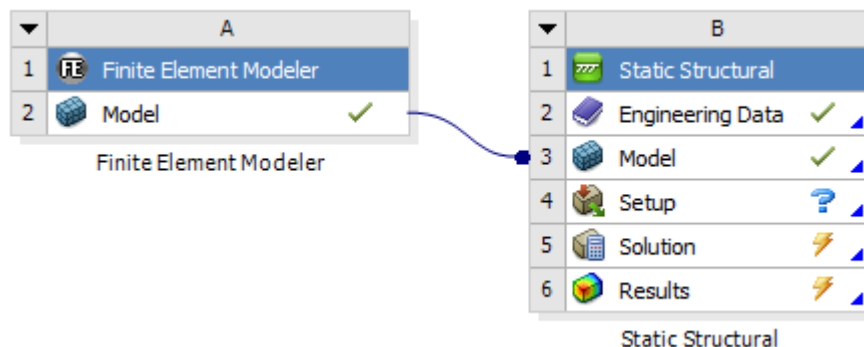 A
1 Finite Element Modeler
2 Model
Finite Element Modeler
B
1 Static Structural
2 Engineering Data
3 Model
4 Setup
5 Solution
6 Results
Static Structural